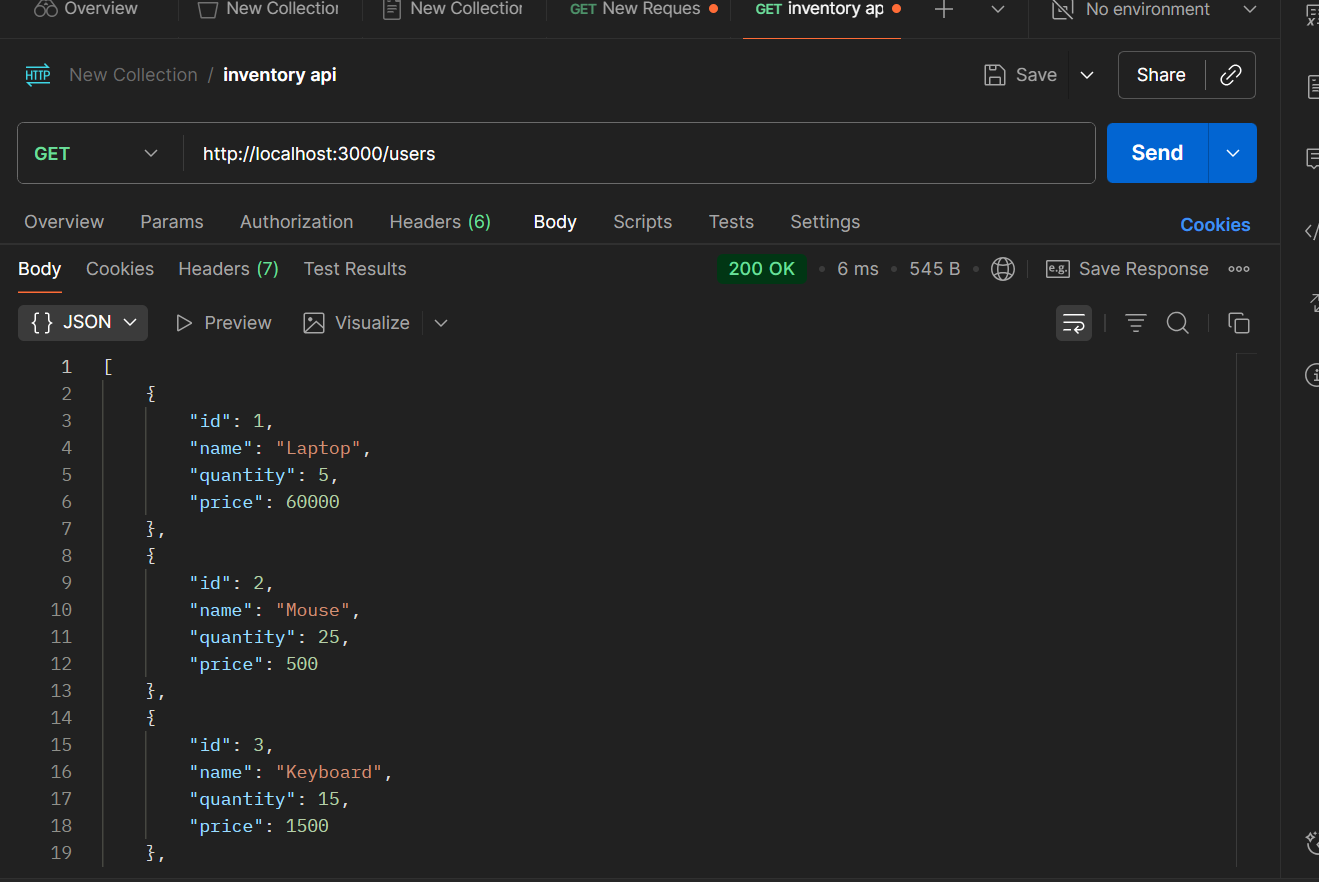 Overview New Collection New Collection GET New Reques GET inventory ap No environment
HTTP New Collection / inventory api Save Share
GET http://localhost:3000/users Send
Overview Params Authorization Headers (6) Body Scripts Tests Settings Cookies
Body Cookies Headers (7) Test Results 200 OK • 6 ms • 545 B • e.g. Save Response
{} JSON Preview Visualize
1 [
2 {
3 "id": 1,
4 "name": "Laptop",
5 "quantity": 5,
6 "price": 60000
7 },
8 {
9 "id": 2,
10 "name": "Mouse",
11 "quantity": 25,
12 "price": 500
13 },
14 {
15 "id": 3,
16 "name": "Keyboard",
17 "quantity": 15,
18 "price": 1500
19 },